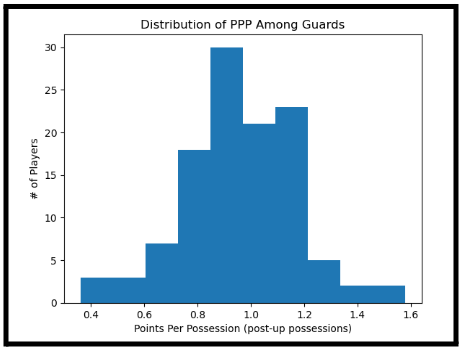 Distribution of PPP Among Guards
30
25
20
15
10
5
0
# of Players
0.4 0.6 0.8 1.0 1.2 1.4 1.6
Points Per Possession (post-up possessions)